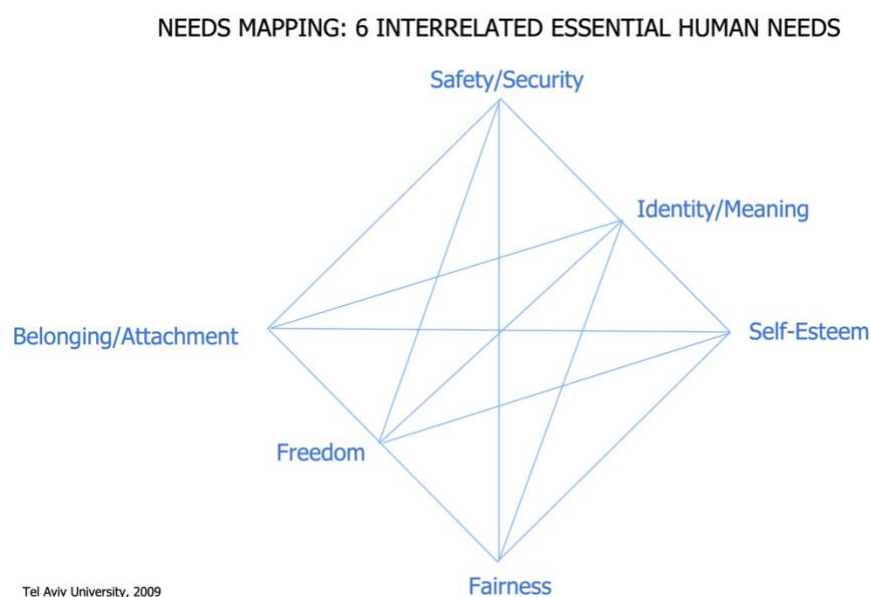 NEEDS MAPPING: 6 INTERRELATED ESSENTIAL HUMAN NEEDS
Safety/Security
Identity/Meaning
Belonging/Attachment
Self-Esteem
Freedom
Fairness
Tel Aviv University, 2009